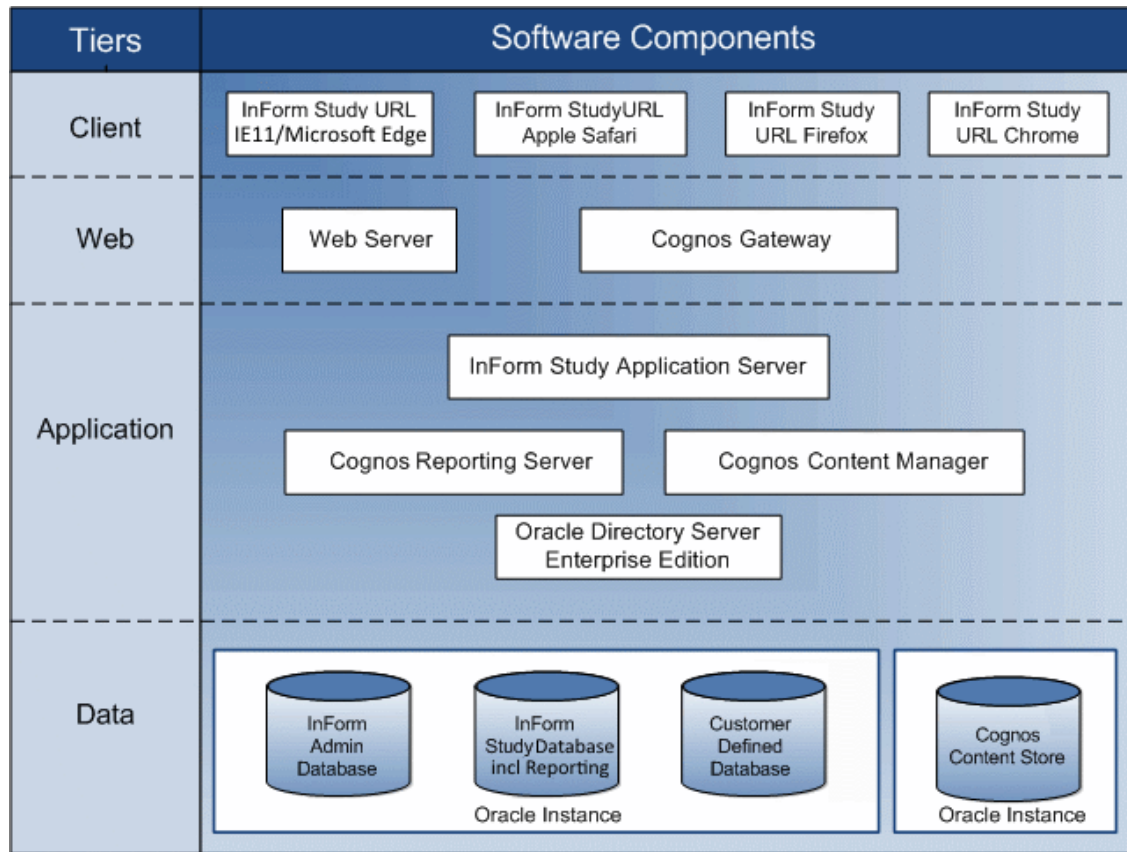 Tiers
Software Components
Client
InForm Study URL
IE11/Microsoft Edge
InForm StudyURL
Apple Safari
InForm Study
URL Firefox
InForm Study
URL Chrome
Web
Web Server
Cognos Gateway
Application
InForm Study Application Server
Cognos Reporting Server
Cognos Content Manager
Oracle Directory Server
Enterprise Edition
Data
InForm
Admin
Database
InForm
StudyDatabase
incl Reporting
Customer
Defined
Database
Oracle Instance
Cognos
Content Store
Oracle Instance